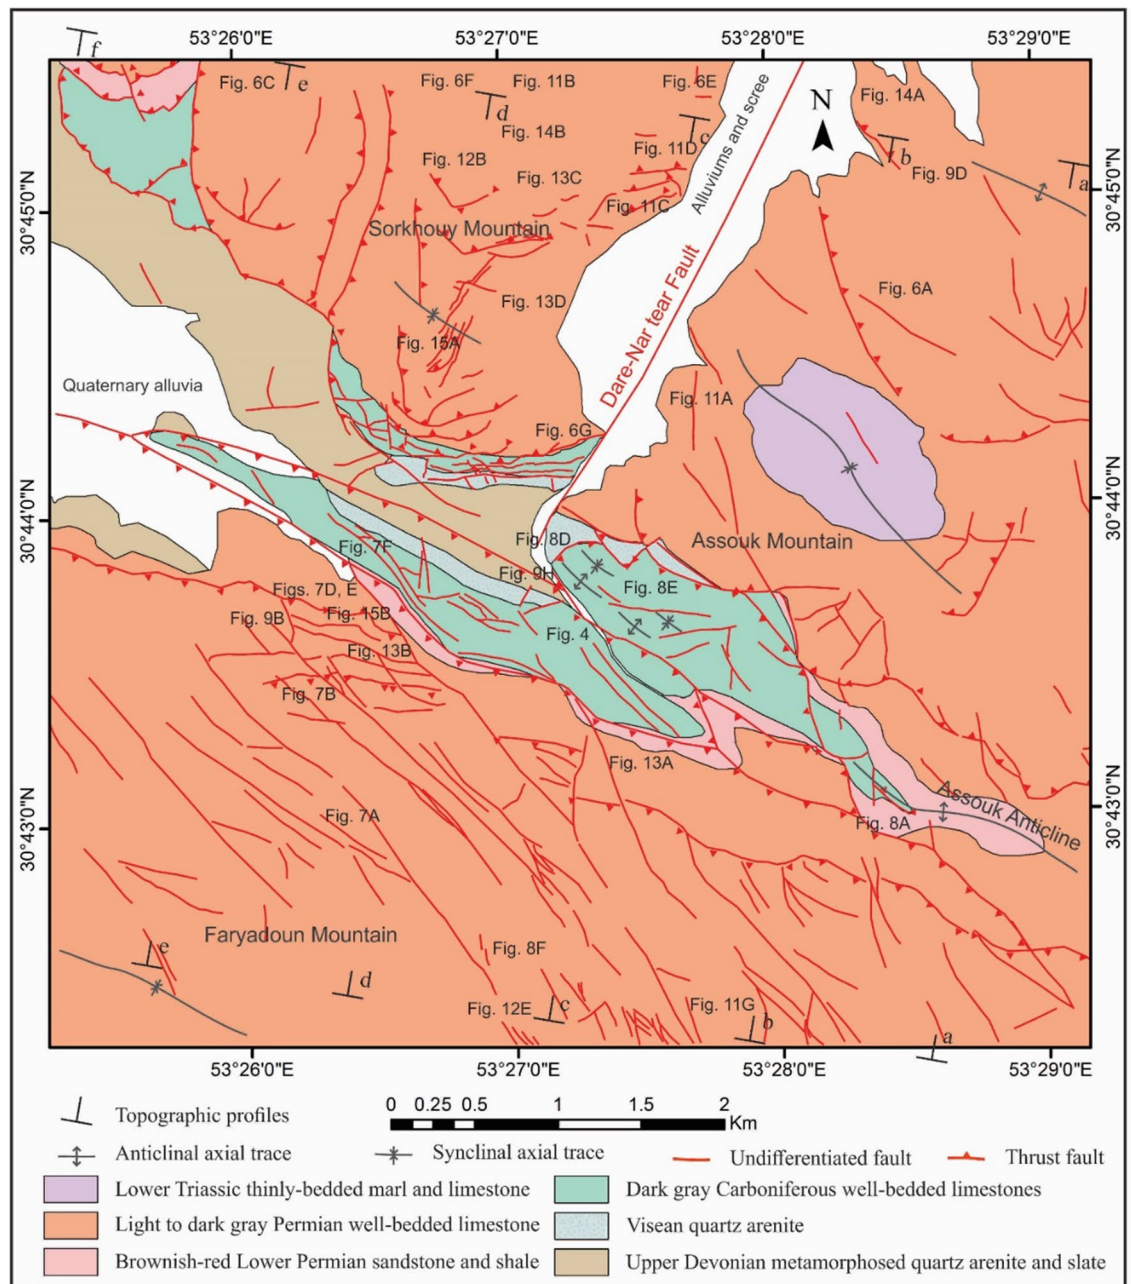 53°26'0"E 53°27'0"E 53°28'0"E 53°29'0"E
f
Fig. 6C e
Fig. 6F Fig. 11B
Fig. 6E
Fig. 14A
d
N
Fig. 14B
c
Fig. 11D
b
Fig. 12B
Fig. 9D
a
Fig. 13C
Alluviums and scree
30°45'0"N
30°45'0"N
Fig. 11C
Sorkhouy Mountain
Fig. 13D
Fig. 6A
Dare-Nar tear Fault
Fig. 15A
Quaternary alluvia
Fig. 11A
Fig. 6G
30°44'0"N
30°44'0"N
Fig. 8D
Assouk Mountain
Fig. 7F
Fig. 9H
Fig. 8E
Figs. 7D, E
Fig. 9B
Fig. 15B
Fig. 4
Fig. 13B
Fig. 7B
Fig. 13A
Assouk Anticline
30°43'0"N
30°43'0"N
Fig. 7A
Fig. 8A
Faryadoun Mountain
e
Fig. 8F
d
Fig. 12E
c
Fig. 11G
b
a
53°26'0"E 53°27'0"E 53°28'0"E 53°29'0"E
Topographic profiles
0 0.25 0.5 1 1.5 2
Km
Anticlinal axial trace
Synclinal axial trace
Undifferentiated fault
Thrust fault
Lower Triassic thinly-bedded marl and limestone
Dark gray Carboniferous well-bedded limestones
Light to dark gray Permian well-bedded limestone
Visean quartz arenite
Brownish-red Lower Permian sandstone and shale
Upper Devonian metamorphosed quartz arenite and slate